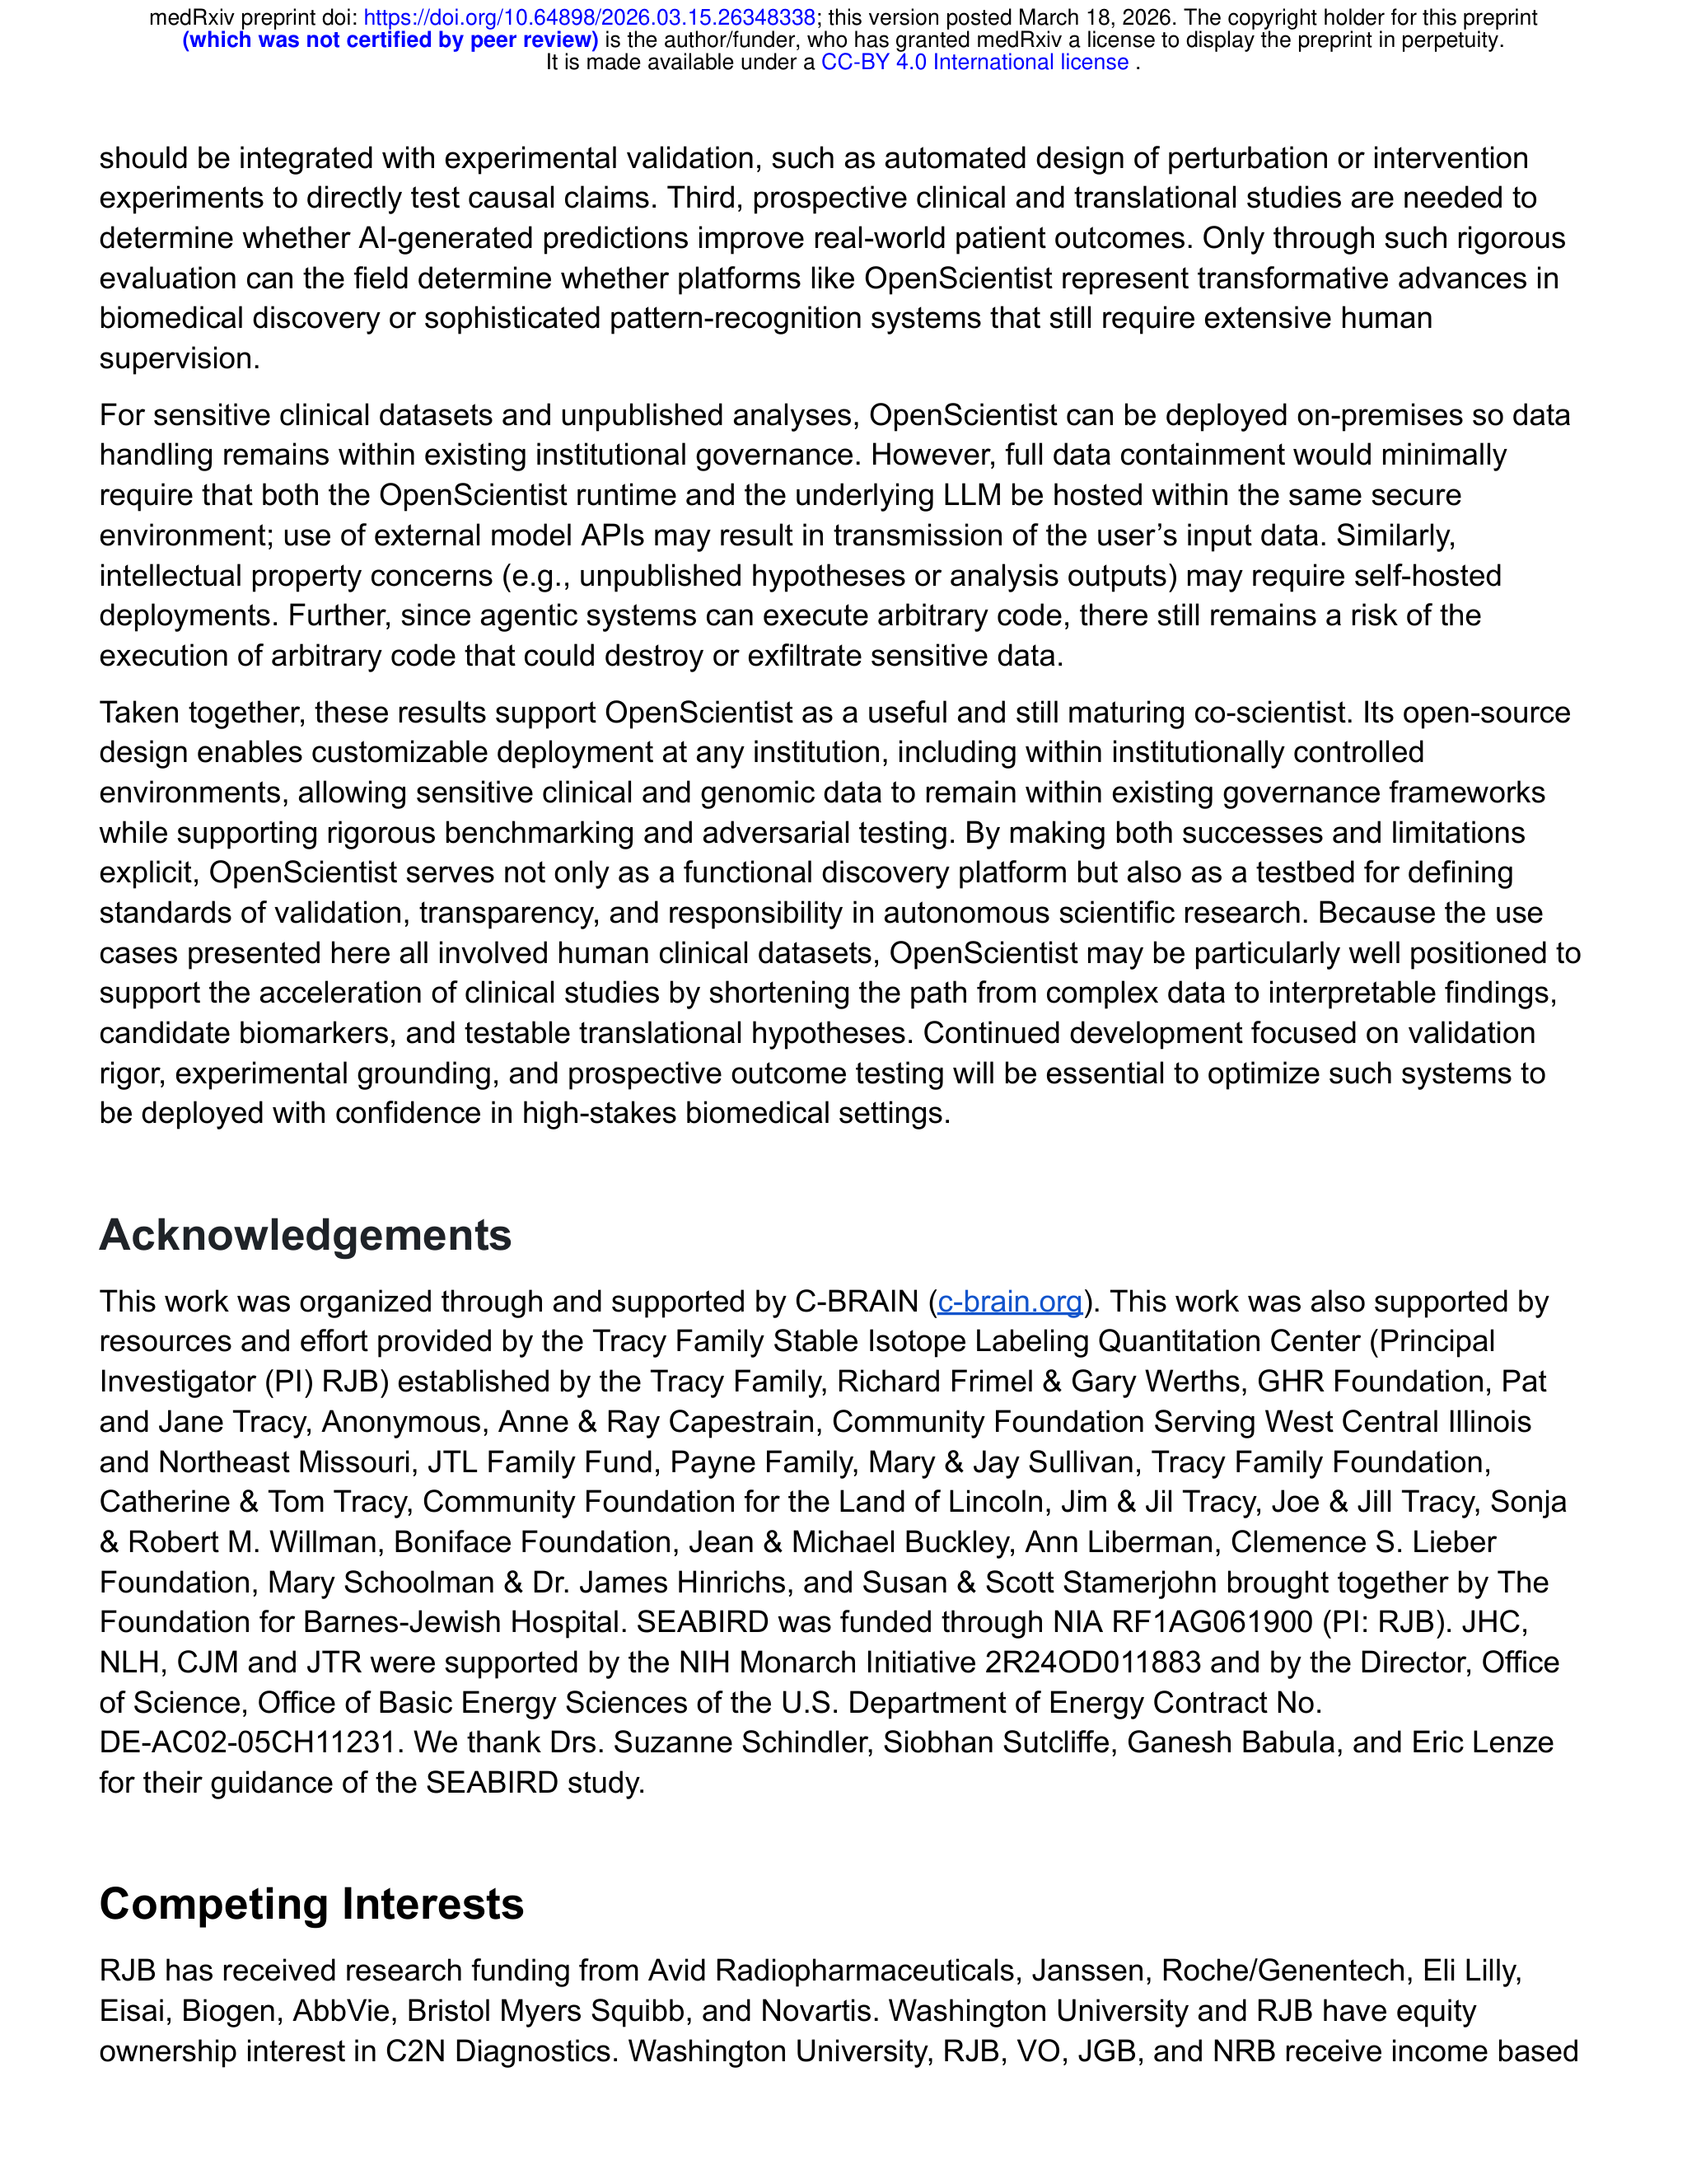 medRxiv preprint doi: https://doi.org/10.64898/2026.03.15.26348338; this version posted March 18, 2026. The copyright holder for this preprint
(which was not certified by peer review) is the author/funder, who has granted medRxiv a license to display the preprint in perpetuity.
It is made available under a CC-BY 4.0 International license .
should be integrated with experimental validation, such as automated design of perturbation or intervention
experiments to directly test causal claims. Third, prospective clinical and translational studies are needed to
determine whether AI-generated predictions improve real-world patient outcomes. Only through such rigorous
evaluation can the field determine whether platforms like OpenScientist represent transformative advances in
biomedical discovery or sophisticated pattern-recognition systems that still require extensive human
supervision.
For sensitive clinical datasets and unpublished analyses, OpenScientist can be deployed on-premises so data
handling remains within existing institutional governance. However, full data containment would minimally
require that both the OpenScientist runtime and the underlying LLM be hosted within the same secure
environment; use of external model APIs may result in transmission of the user’s input data. Similarly,
intellectual property concerns (e.g., unpublished hypotheses or analysis outputs) may require self-hosted
deployments. Further, since agentic systems can execute arbitrary code, there still remains a risk of the
execution of arbitrary code that could destroy or exfiltrate sensitive data.
Taken together, these results support OpenScientist as a useful and still maturing co-scientist. Its open-source
design enables customizable deployment at any institution, including within institutionally controlled
environments, allowing sensitive clinical and genomic data to remain within existing governance frameworks
while supporting rigorous benchmarking and adversarial testing. By making both successes and limitations
explicit, OpenScientist serves not only as a functional discovery platform but also as a testbed for defining
standards of validation, transparency, and responsibility in autonomous scientific research. Because the use
cases presented here all involved human clinical datasets, OpenScientist may be particularly well positioned to
support the acceleration of clinical studies by shortening the path from complex data to interpretable findings,
candidate biomarkers, and testable translational hypotheses. Continued development focused on validation
rigor, experimental grounding, and prospective outcome testing will be essential to optimize such systems to
be deployed with confidence in high-stakes biomedical settings.
Acknowledgements
This work was organized through and supported by C-BRAIN (c-brain.org). This work was also supported by
resources and effort provided by the Tracy Family Stable Isotope Labeling Quantitation Center (Principal
Investigator (PI) RJB) established by the Tracy Family, Richard Frimel & Gary Werths, GHR Foundation, Pat
and Jane Tracy, Anonymous, Anne & Ray Capestrain, Community Foundation Serving West Central Illinois
and Northeast Missouri, JTL Family Fund, Payne Family, Mary & Jay Sullivan, Tracy Family Foundation,
Catherine & Tom Tracy, Community Foundation for the Land of Lincoln, Jim & Jil Tracy, Joe & Jill Tracy, Sonja
& Robert M. Willman, Boniface Foundation, Jean & Michael Buckley, Ann Liberman, Clemence S. Lieber
Foundation, Mary Schoolman & Dr. James Hinrichs, and Susan & Scott Stamerjohn brought together by The
Foundation for Barnes-Jewish Hospital. SEABIRD was funded through NIA RF1AG061900 (PI: RJB). JHC,
NLH, CJM and JTR were supported by the NIH Monarch Initiative 2R24OD011883 and by the Director, Office
of Science, Office of Basic Energy Sciences of the U.S. Department of Energy Contract No.
DE-AC02-05CH11231. We thank Drs. Suzanne Schindler, Siobhan Sutcliffe, Ganesh Babula, and Eric Lenze
for their guidance of the SEABIRD study.
Competing Interests
RJB has received research funding from Avid Radiopharmaceuticals, Janssen, Roche/Genentech, Eli Lilly,
Eisai, Biogen, AbbVie, Bristol Myers Squibb, and Novartis. Washington University and RJB have equity
ownership interest in C2N Diagnostics. Washington University, RJB, VO, JGB, and NRB receive income based